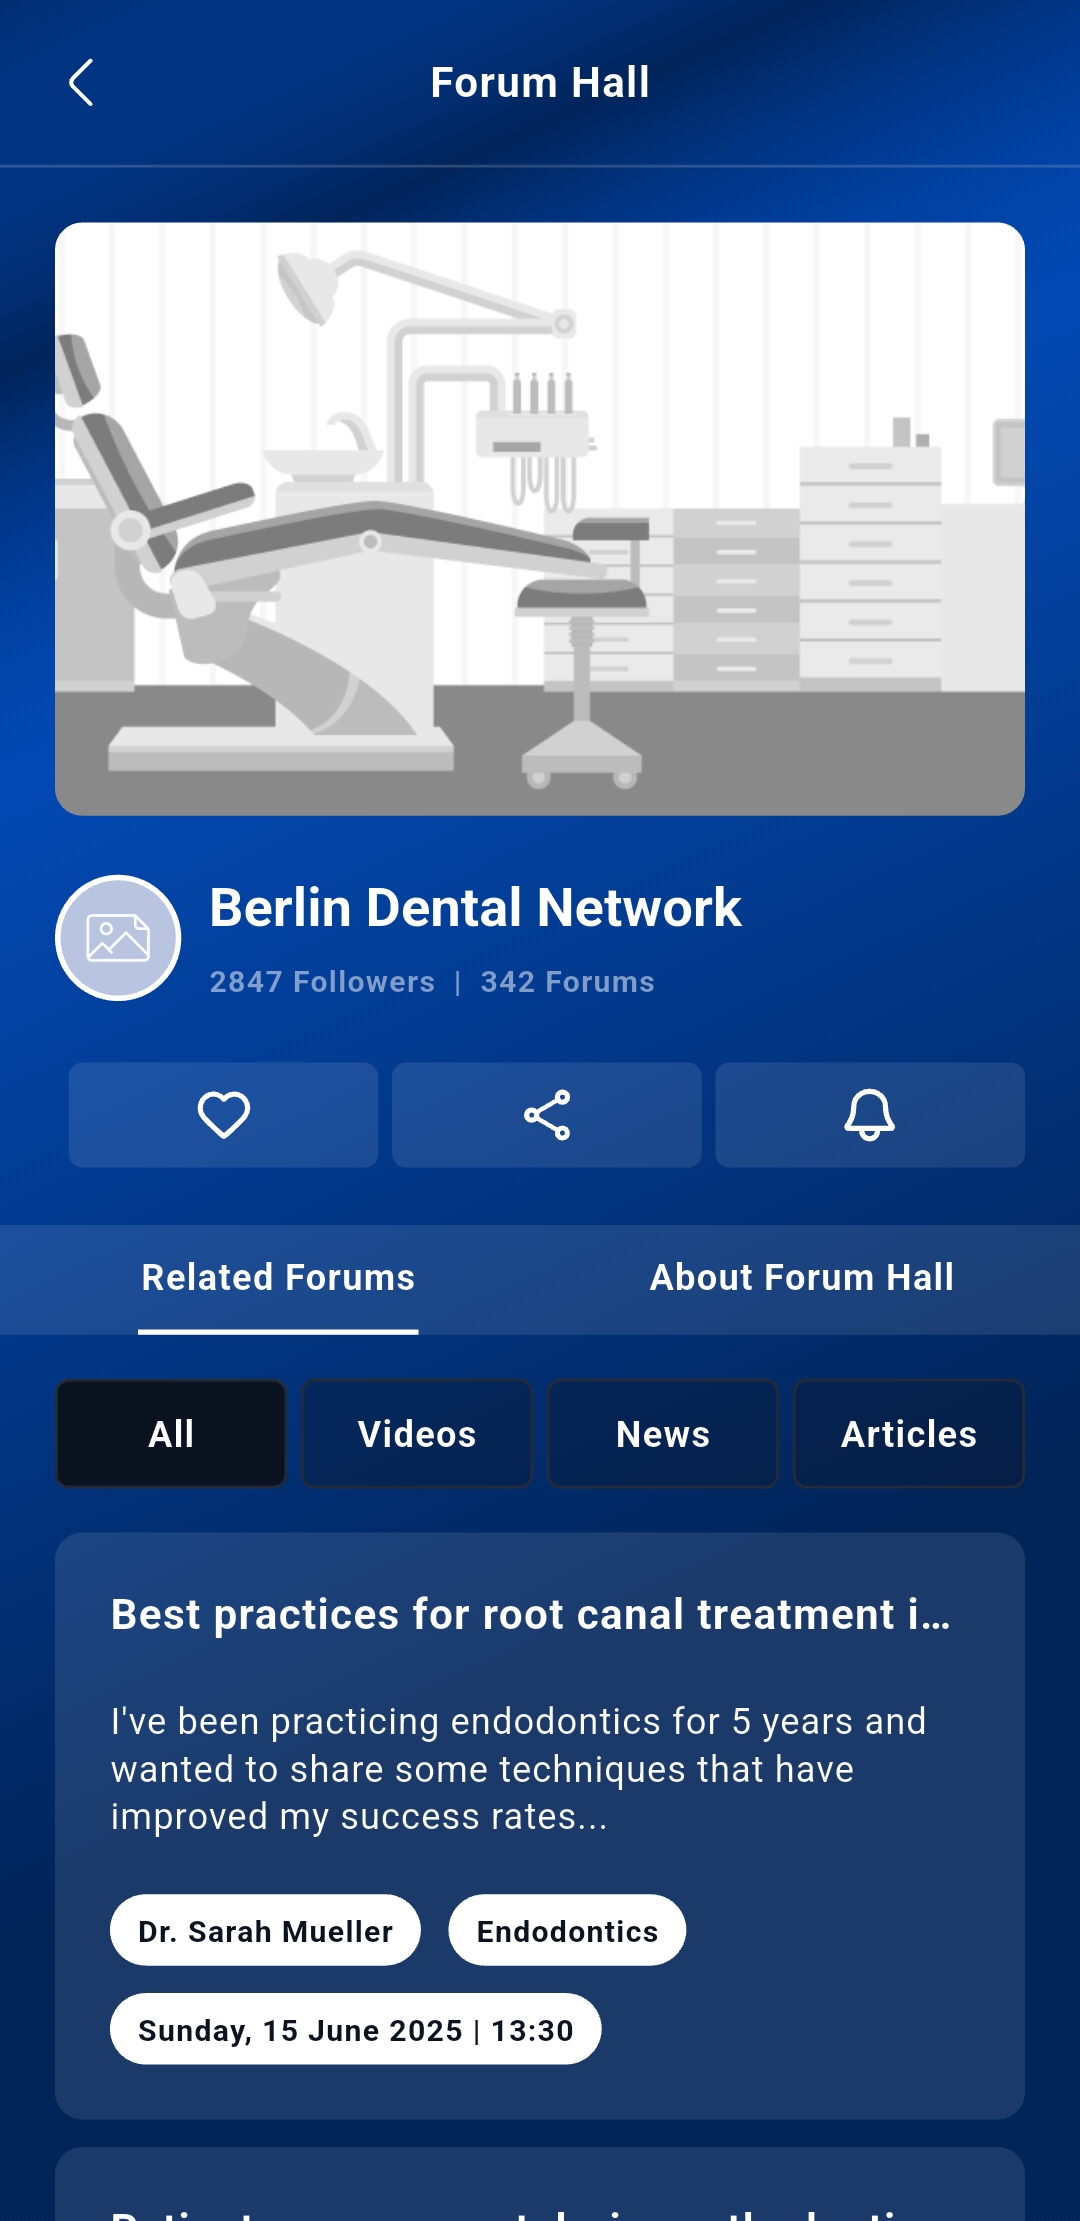 Forum Hall
Berlin Dental Network
2847 Followers | 342 Forums
Related Forums
About Forum Hall
All
Videos
News
Articles
Best practices for root canal treatment i...
I've been practicing endodontics for 5 years and
wanted to share some techniques that have
improved my success rates...
Dr. Sarah Mueller
Endodontics
Sunday, 15 June 2025 | 13:30